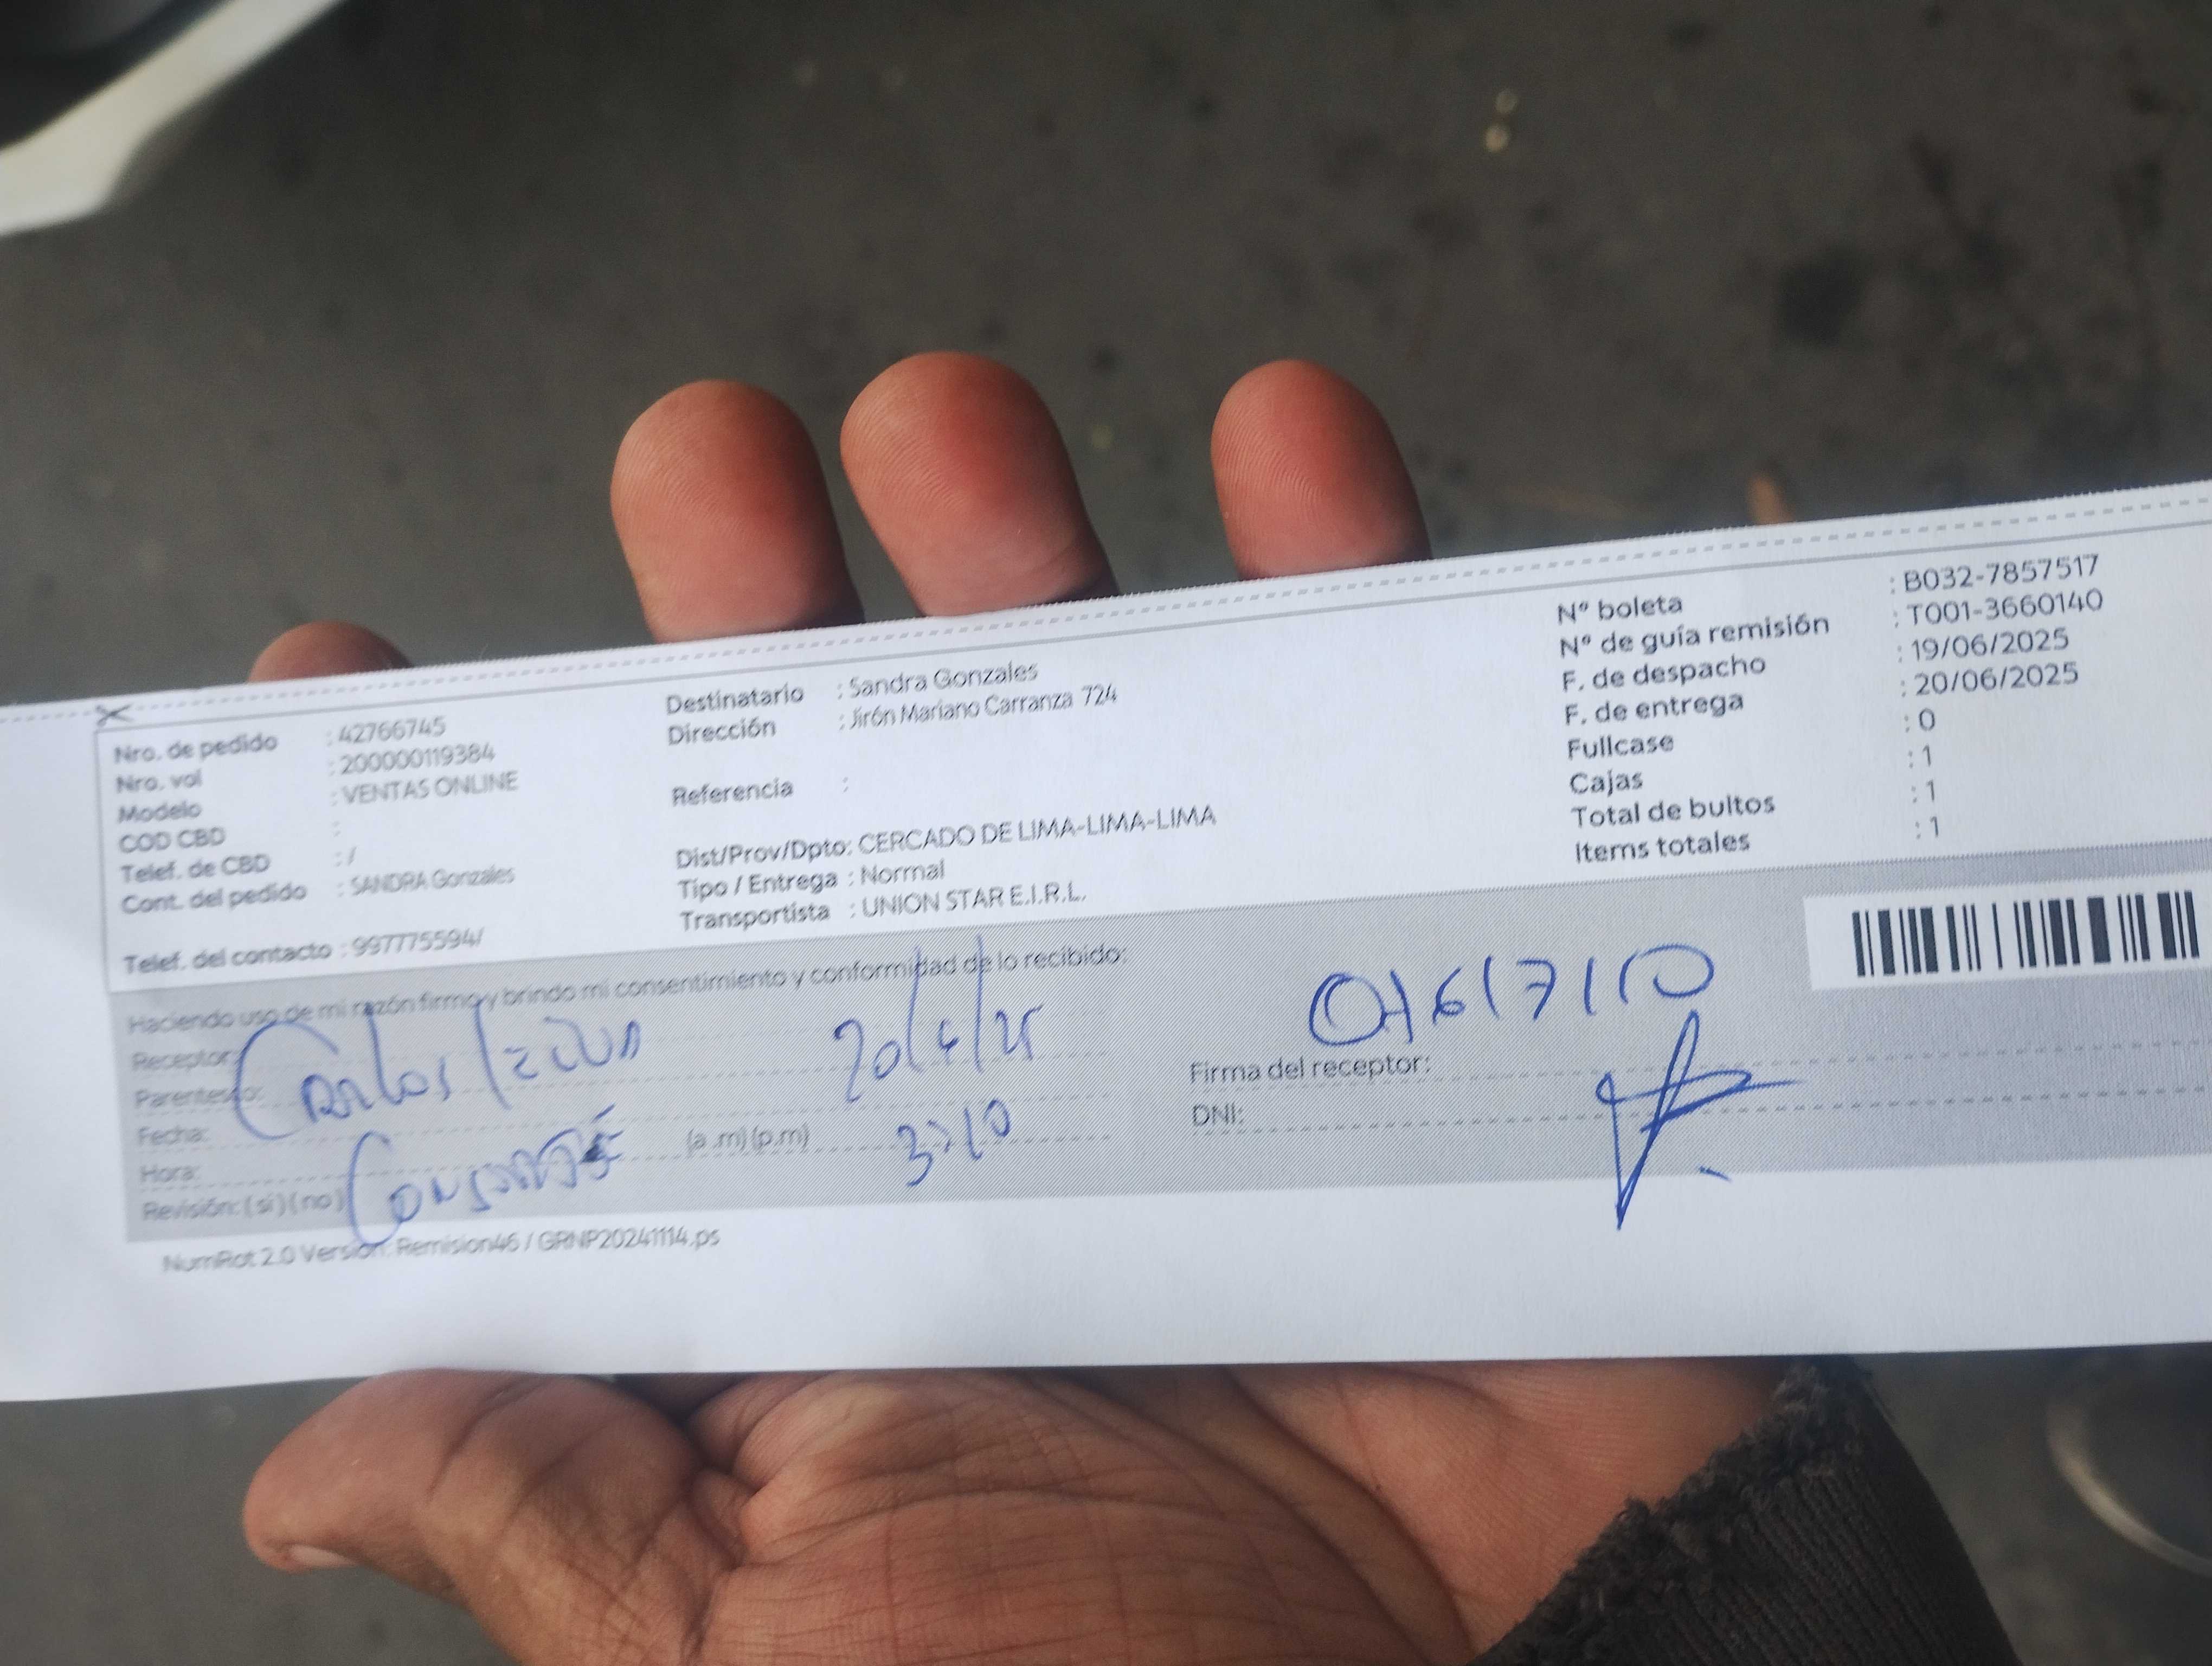 Nro. de pedido : 42766745
Nro. vol : 200000119384
Modelo : VENTAS ONLINE
COD CBD :
Telef. de CBD : /
Cont. del pedido : SANDRA Gonzales
Telef. del contacto : 997775594/
Destinatario : Sandra Gonzales
Dirección : Jirón Mariano Carranza 724
Referencia :
Dist/Prov/Dpto: CERCADO DE LIMA-LIMA-LIMA
Tipo / Entrega : Normal
Transportista : UNION STAR E.I.R.L.
Nº boleta : B032-7857517
Nº de guía remisión : T001-3660140
F. de despacho : 19/06/2025
F. de entrega : 20/06/2025
Fullcase : 0
Cajas : 1
Total de bultos : 1
Items totales : 1
Haciendo uso de mi razón firmo y brindo mi consentimiento y conformidad de lo recibido:
Receptor: Carlos
Parentesco:
Fecha: 20/6/25
Hora: (a.m)(p.m)
Revisión: (si) (no)
Firma del receptor:
DNI:
NumRot 2.0 Version: Remision46 / GRNP20241114.ps